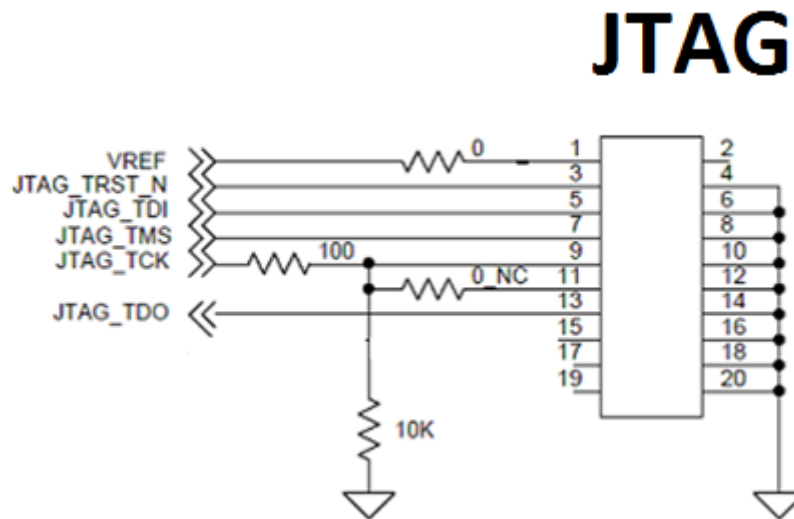 JTAG
VREF 0 1 2
JTAG_TRST_N 3 4
JTAG_TDI 5 6
JTAG_TMS 7 8
JTAG_TCK 100 9 10
0_NC 11 12
JTAG_TDO 13 14
15 16
17 18
19 20
10K